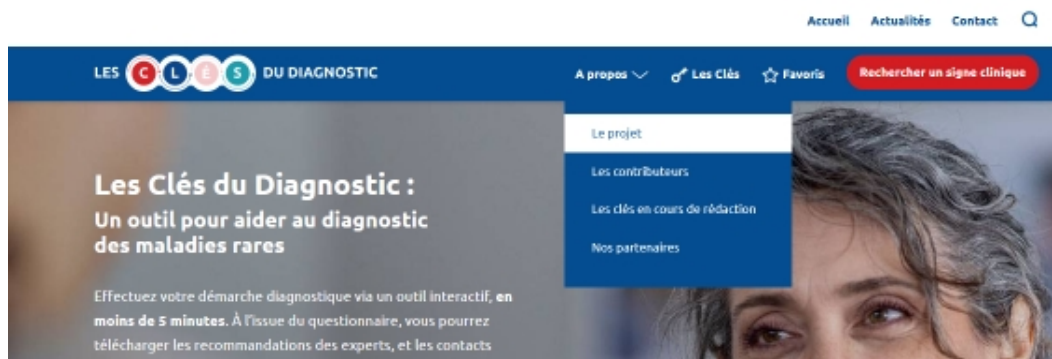 Accueil Actualités Contact
LES CLÉS DU DIAGNOSTIC A propos Les Clés Favoris Rechercher un signe clinique
Le projet
Les contributeurs
Les clés en cours de rédaction
Nos partenaires
Les Clés du Diagnostic :
Un outil pour aider au diagnostic
des maladies rares
Effectuez votre démarche diagnostique via un outil interactif, en
moins de 5 minutes. À l'issue du questionnaire, vous pourrez
télécharger les recommandations des experts, et les contacts